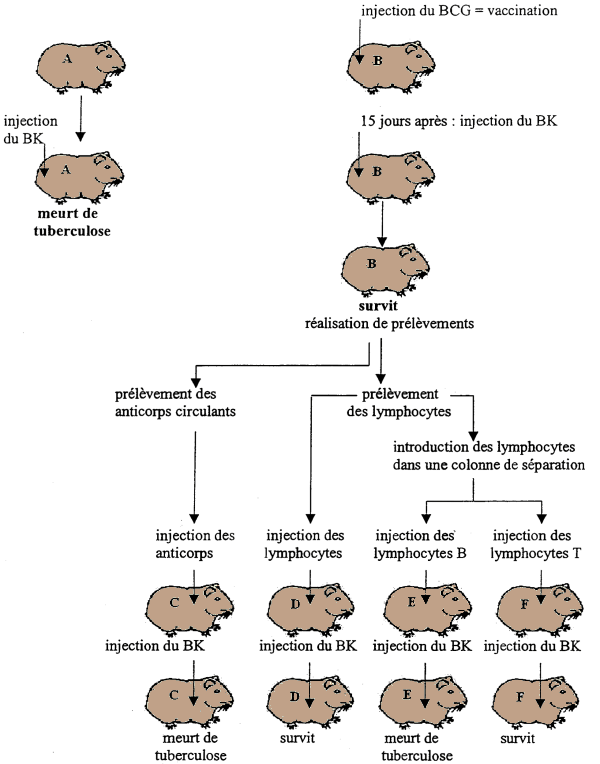 injection du BCG = vaccination
A
B
injection
du BK
15 jours après : injection du BK
A
B
meurt de
tuberculose
B
survit
réalisation de prélèvements
prélèvement des
anticorps circulants
prélèvement
des lymphocytes
introduction des lymphocytes
dans une colonne de séparation
injection des
anticorps
injection des
lymphocytes
injection des
lymphocytes B
injection des
lymphocytes T
C
D
E
F
injection du BK
injection du BK
injection du BK
injection du BK
C
D
E
F
meurt de
tuberculose
survit
meurt de
tuberculose
survit